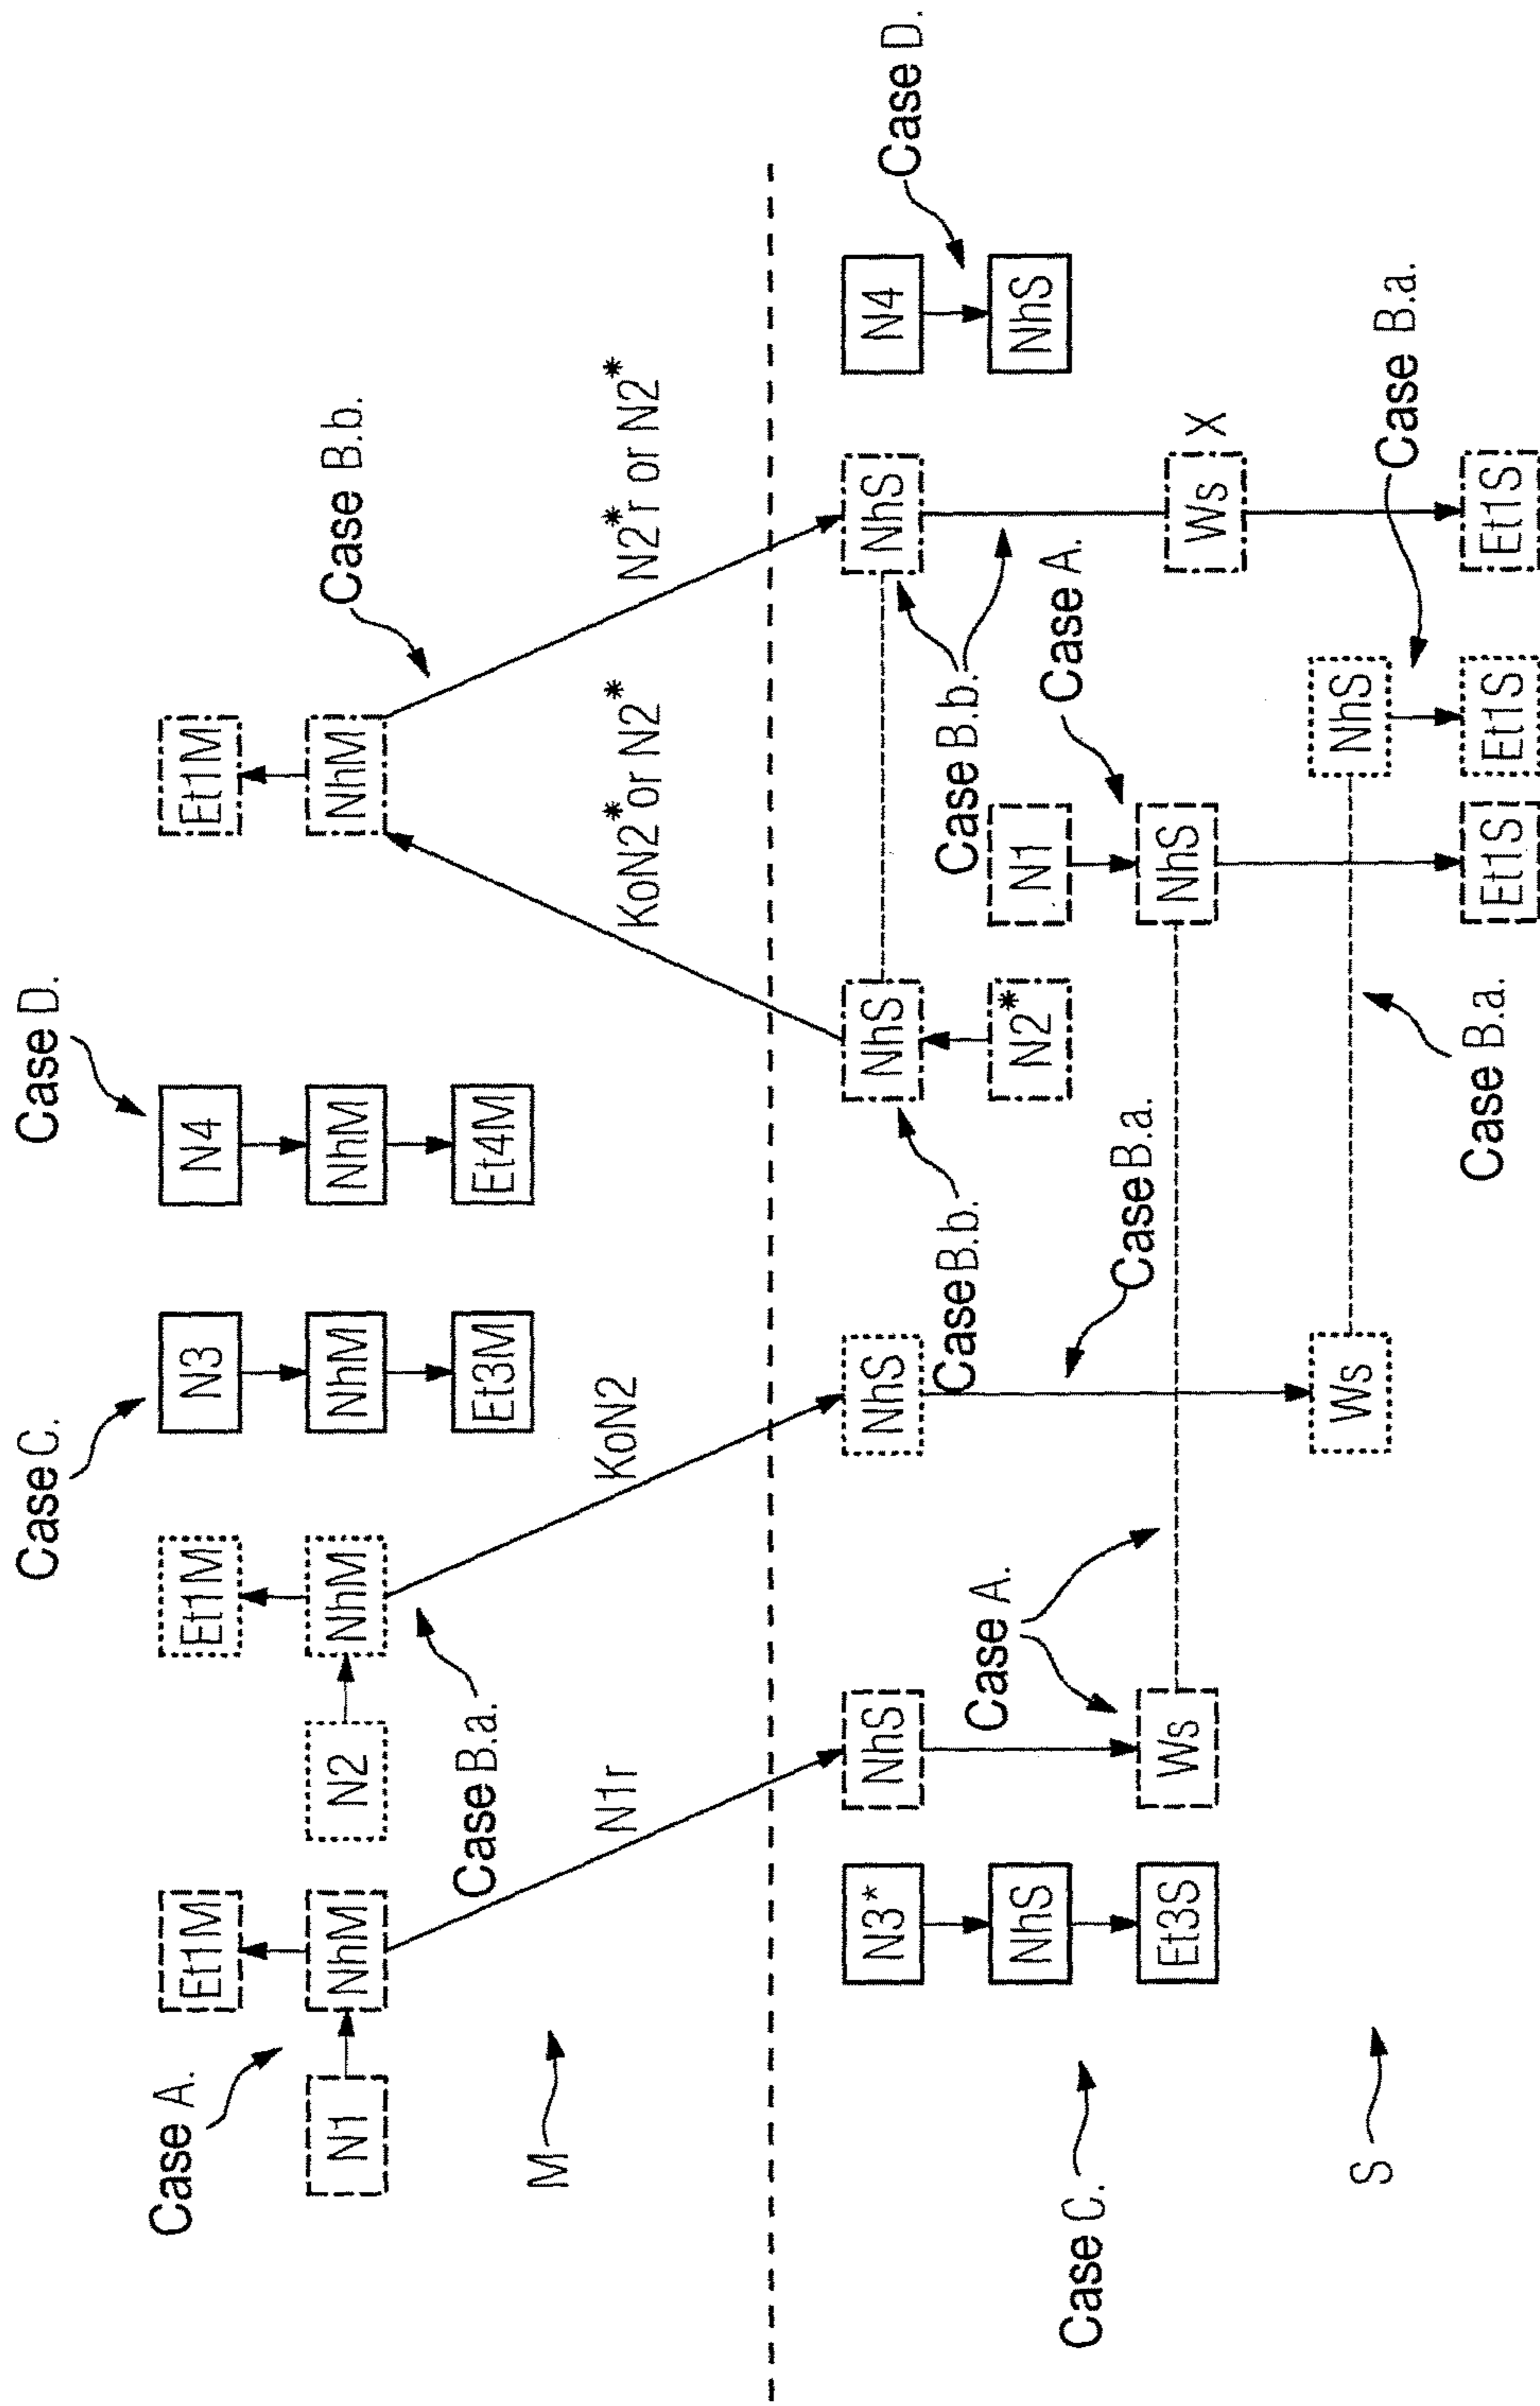 Case C.
Case D.
Case A.
Et1M
Et1M
N3
N4
Et1M
N1
NhM
N2
NhM
NhM
NhM
NhM
Case B.b.
Et3M
Et4M
M
Case B.a.
N1r
KoN2
KoN2* or N2*
N2*r or N2*
N3*
NhS
NhS
NhS
NhS
N4
Case D.
Case A.
Case B.b.
Case B.b.
NhS
N2*
N1
NhS
Case C.
Case B.a.
Case A.
Et3S
Ws
NhS
Ws
X
S
Ws
NhS
Case B.a.
Case B.a.
Et1S
Et1S
Et1S